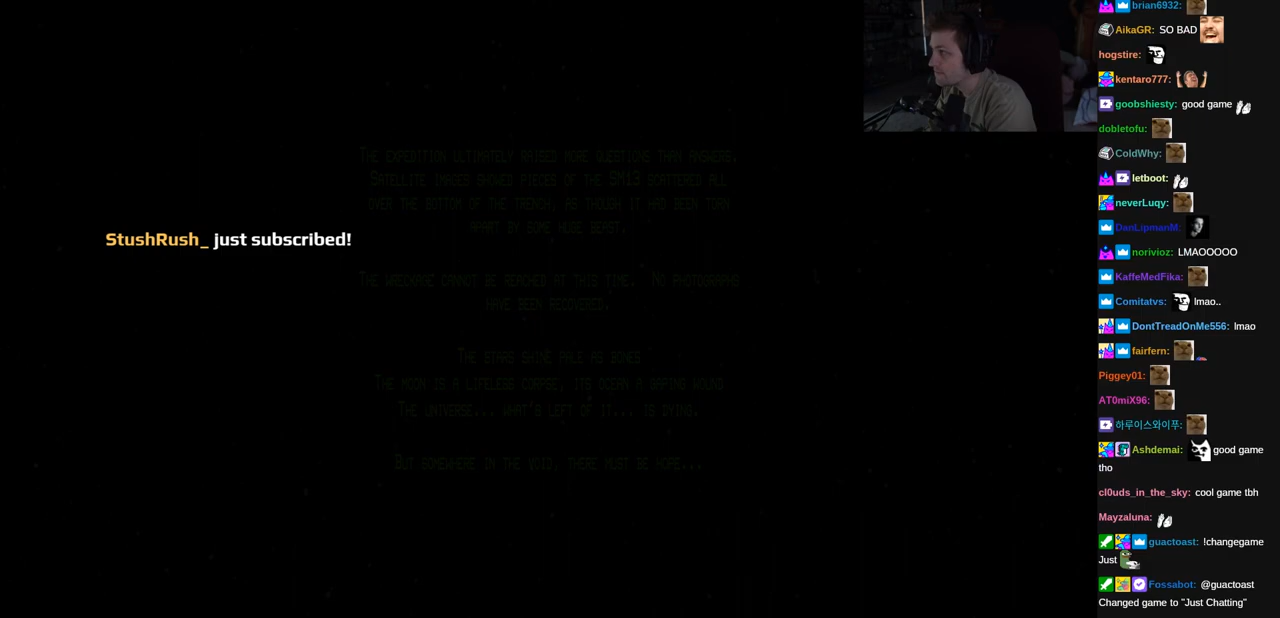 THE EXPEDITION ULTIMATELY RAISED MORE QUESTIONS THAN ANSWERS.
SATELLITE IMAGES SHOWED PIECES OF THE SM13 SCATTERED ALL
OVER THE BOTTOM OF THE TRENCH, AS THOUGH IT HAD BEEN TORN
APART BY SOME HUGE BEAST.
THE WRECKAGE CANNOT BE REACHED AT THIS TIME. NO PHOTOGRAPHS
HAVE BEEN RECOVERED.
THE STARS SHINE PALE AS BONES
THE MOON IS A LIFELESS CORPSE, ITS OCEAN A GAPING WOUND
THE UNIVERSE... WHAT'S LEFT OF IT... IS DYING.
BUT SOMEWHERE IN THE VOID, THERE MUST BE HOPE...
StushRush_ just subscribed!
brian6932:
AikaGR: SO BAD
hogstire:
kentaro777:
goobshiesty: good game
dobletofu:
ColdWhy:
letboot:
neverLuqy:
DanLipmanM:
norivioz: LMAOOOOO
KaffeMedFika:
Comitatvs: lmao..
DontTreadOnMe556: lmao
fairfern:
Piggey01:
AT0miX96:
하루이스와이푸:
Ashdemai: good game
tho
cl0uds_in_the_sky: cool game tbh
Mayzaluna:
guactoast: !changegame
Just
Fossabot: @guactoast
Changed game to "Just Chatting"